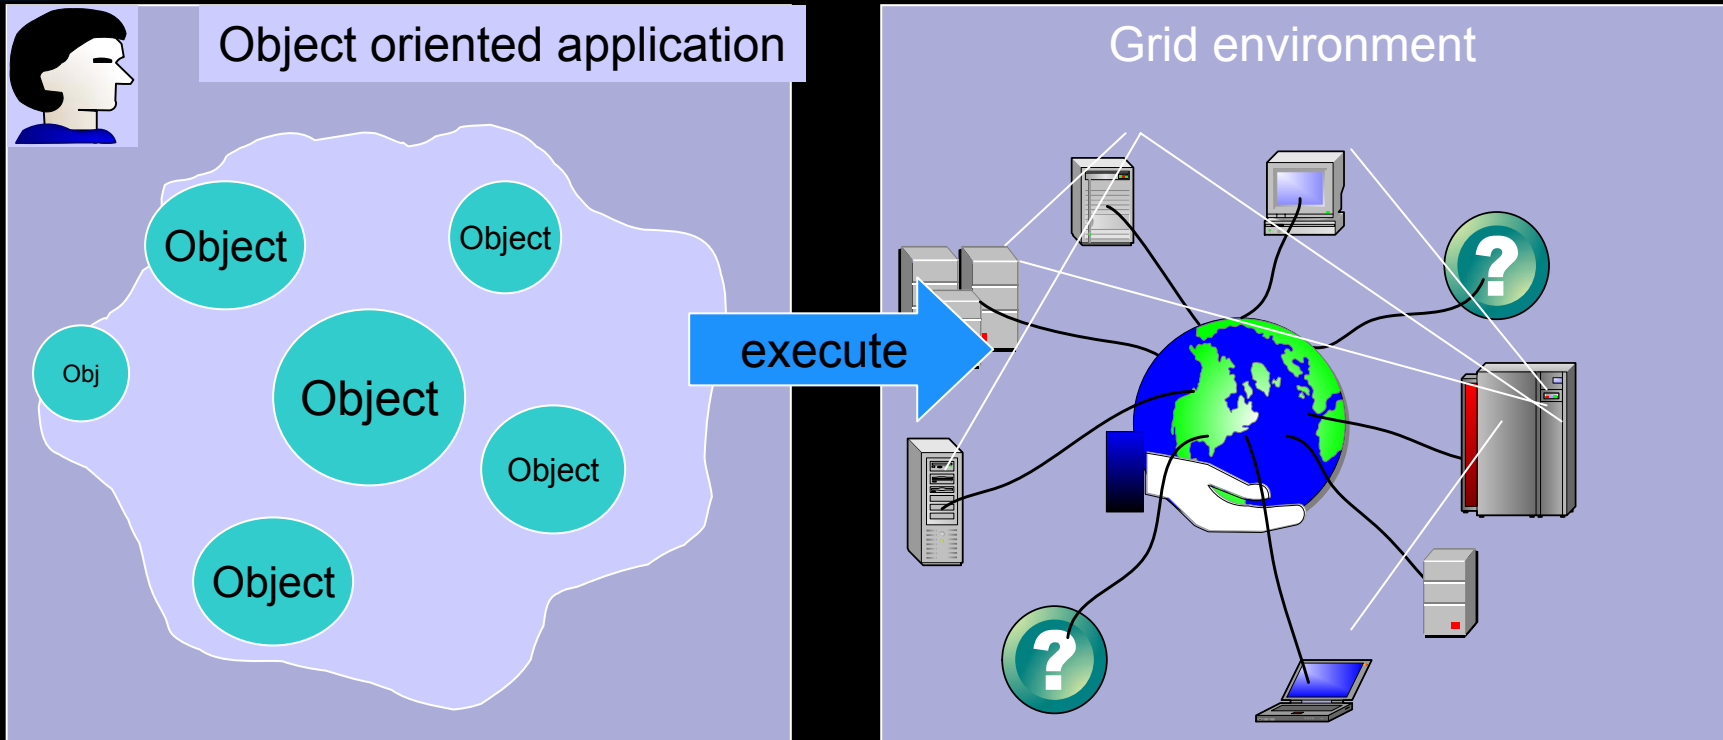 Object oriented application
Grid environment
Object
Object
?
Obj
execute
Object
Object
Object
?